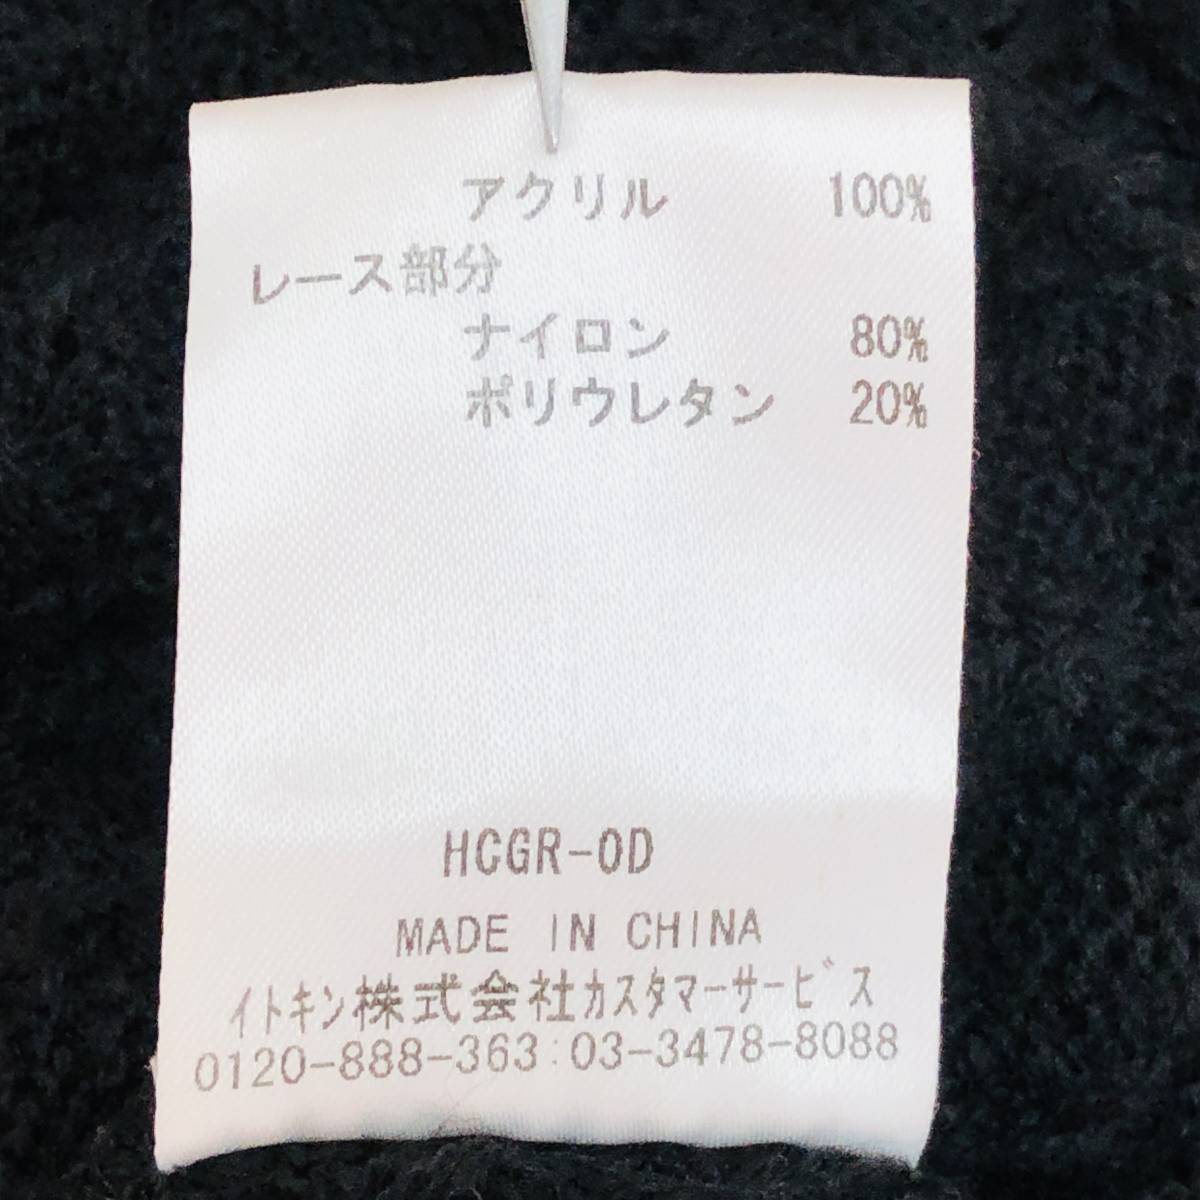 アクリル 100%
レース部分
ナイロン 80%
ポリウレタン 20%
HCGR-0D
MADE IN CHINA
ｲﾄｷﾝ株式会社ｶｽﾀﾏｰｻｰﾋﾞｽ
0120-888-363:03-3478-8088